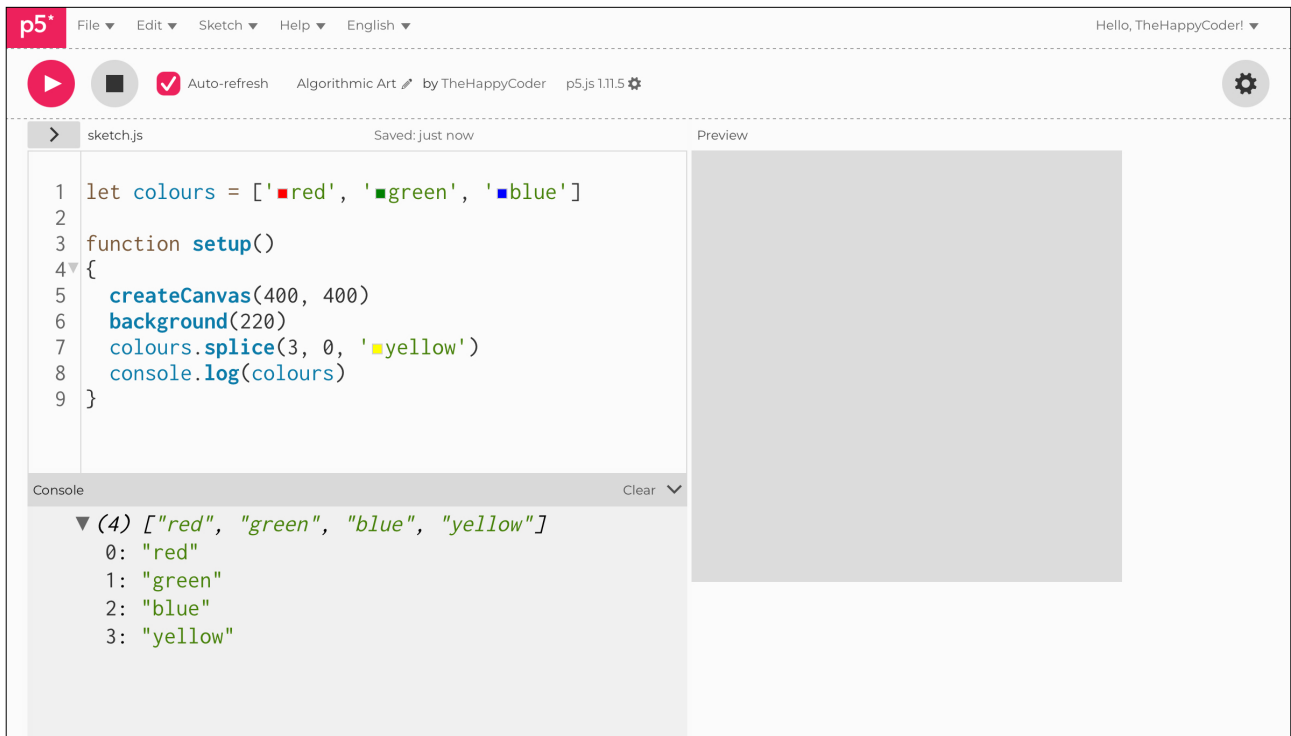 p5* File Edit Sketch Help English Hello, TheHappyCoder!
Auto-refresh Algorithmic Art by TheHappyCoder p5.js 1.11.5
> sketch.js Saved: just now Preview
1 let colours = ['red', 'green', 'blue']
2
3 function setup()
4 {
5 createCanvas(400, 400)
6 background(220)
7 colours.splice(3, 0, 'yellow')
8 console.log(colours)
9 }
Console Clear
(4) ["red", "green", "blue", "yellow"]
0: "red"
1: "green"
2: "blue"
3: "yellow"